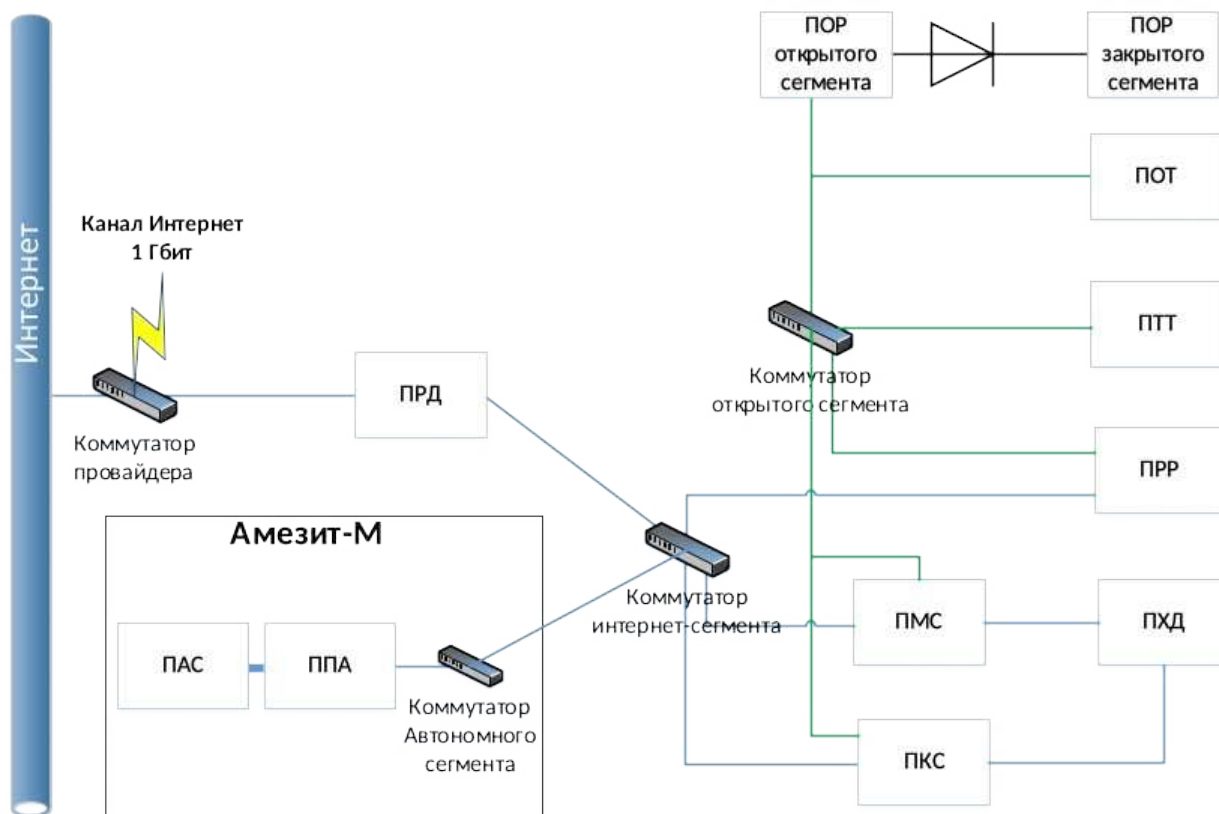 ПОР
открытого
сегмента
ПОР
закрытого
сегмента
ПОТ
Интернет
Канал Интернет
1 Гбит
ПТТ
ПРД
Коммутатор
открытого сегмента
Коммутатор
провайдера
ПРР
Амезит-М
Коммутатор
интернет-сегмента
ПМС
ПХД
ПАС
ППА
Коммутатор
Автономного
сегмента
ПКС